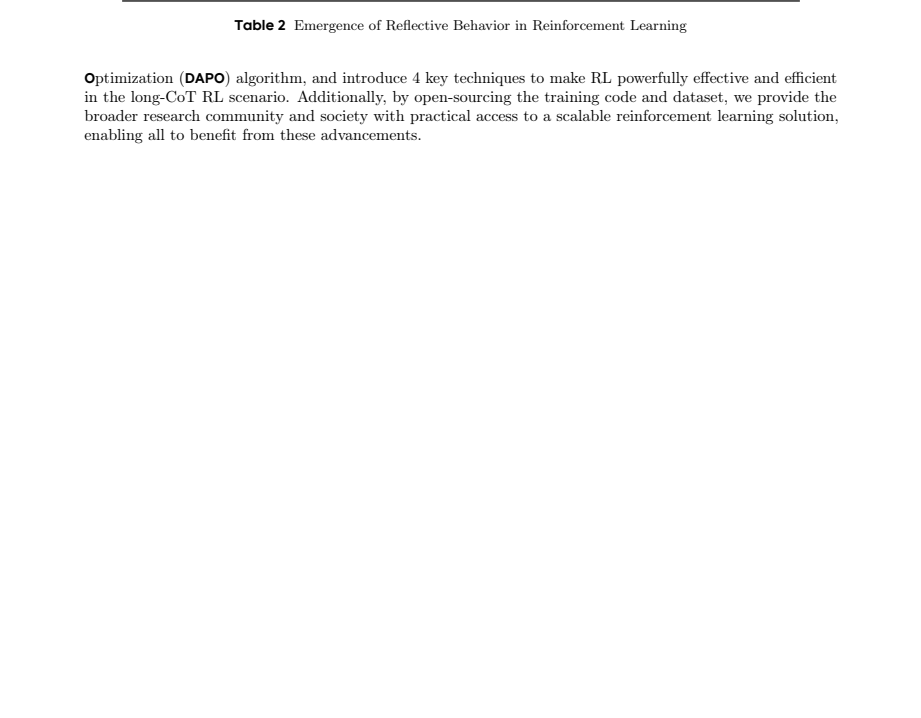 Table 2 Emergence of Reflective Behavior in Reinforcement Learning
Optimization (DAPO) algorithm, and introduce 4 key techniques to make RL powerfully effective and efficient
in the long-CoT RL scenario. Additionally, by open-sourcing the training code and dataset, we provide the
broader research community and society with practical access to a scalable reinforcement learning solution,
enabling all to benefit from these advancements.